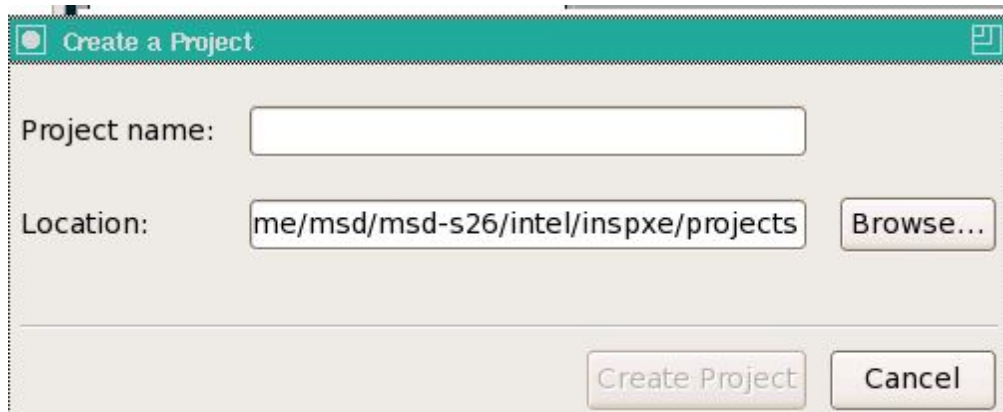 Create a Project
Project name:
Location: me/msd/msd-s26/intel/inspxe/projects Browse...
Create Project Cancel